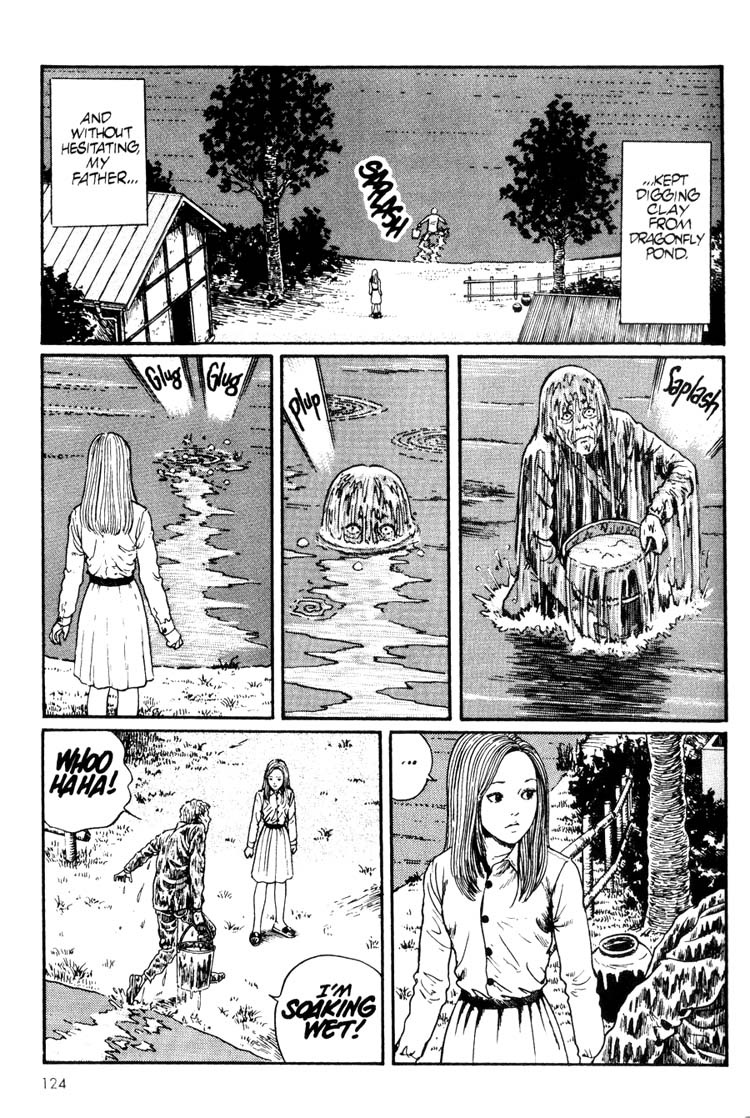 AND
WITHOUT
HESITATING,
MY
FATHER...
SPLASH
...KEPT
DIGGING
CLAY
FROM
DRAGONFLY
POND.
Glug
Glug
Plup
Saplash
WHOO
HAHA!
I'M
SOAKING
WET!
...
124